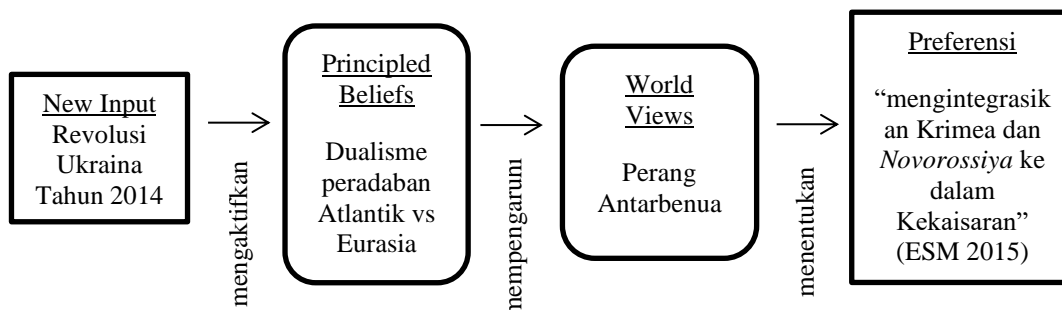 New Input
Revolusi
Ukraina
Tahun 2014
mengaktifkan
Principled
Beliefs
Dualisme
peradaban
Atlantik vs
Eurasia
mempengaruhi
World
Views
Perang
Antarbenua
menentukan
Preferensi
“mengintegrasik
an Krimea dan
Novorossiya ke
dalam
Kekaisaran”
(ESM 2015)